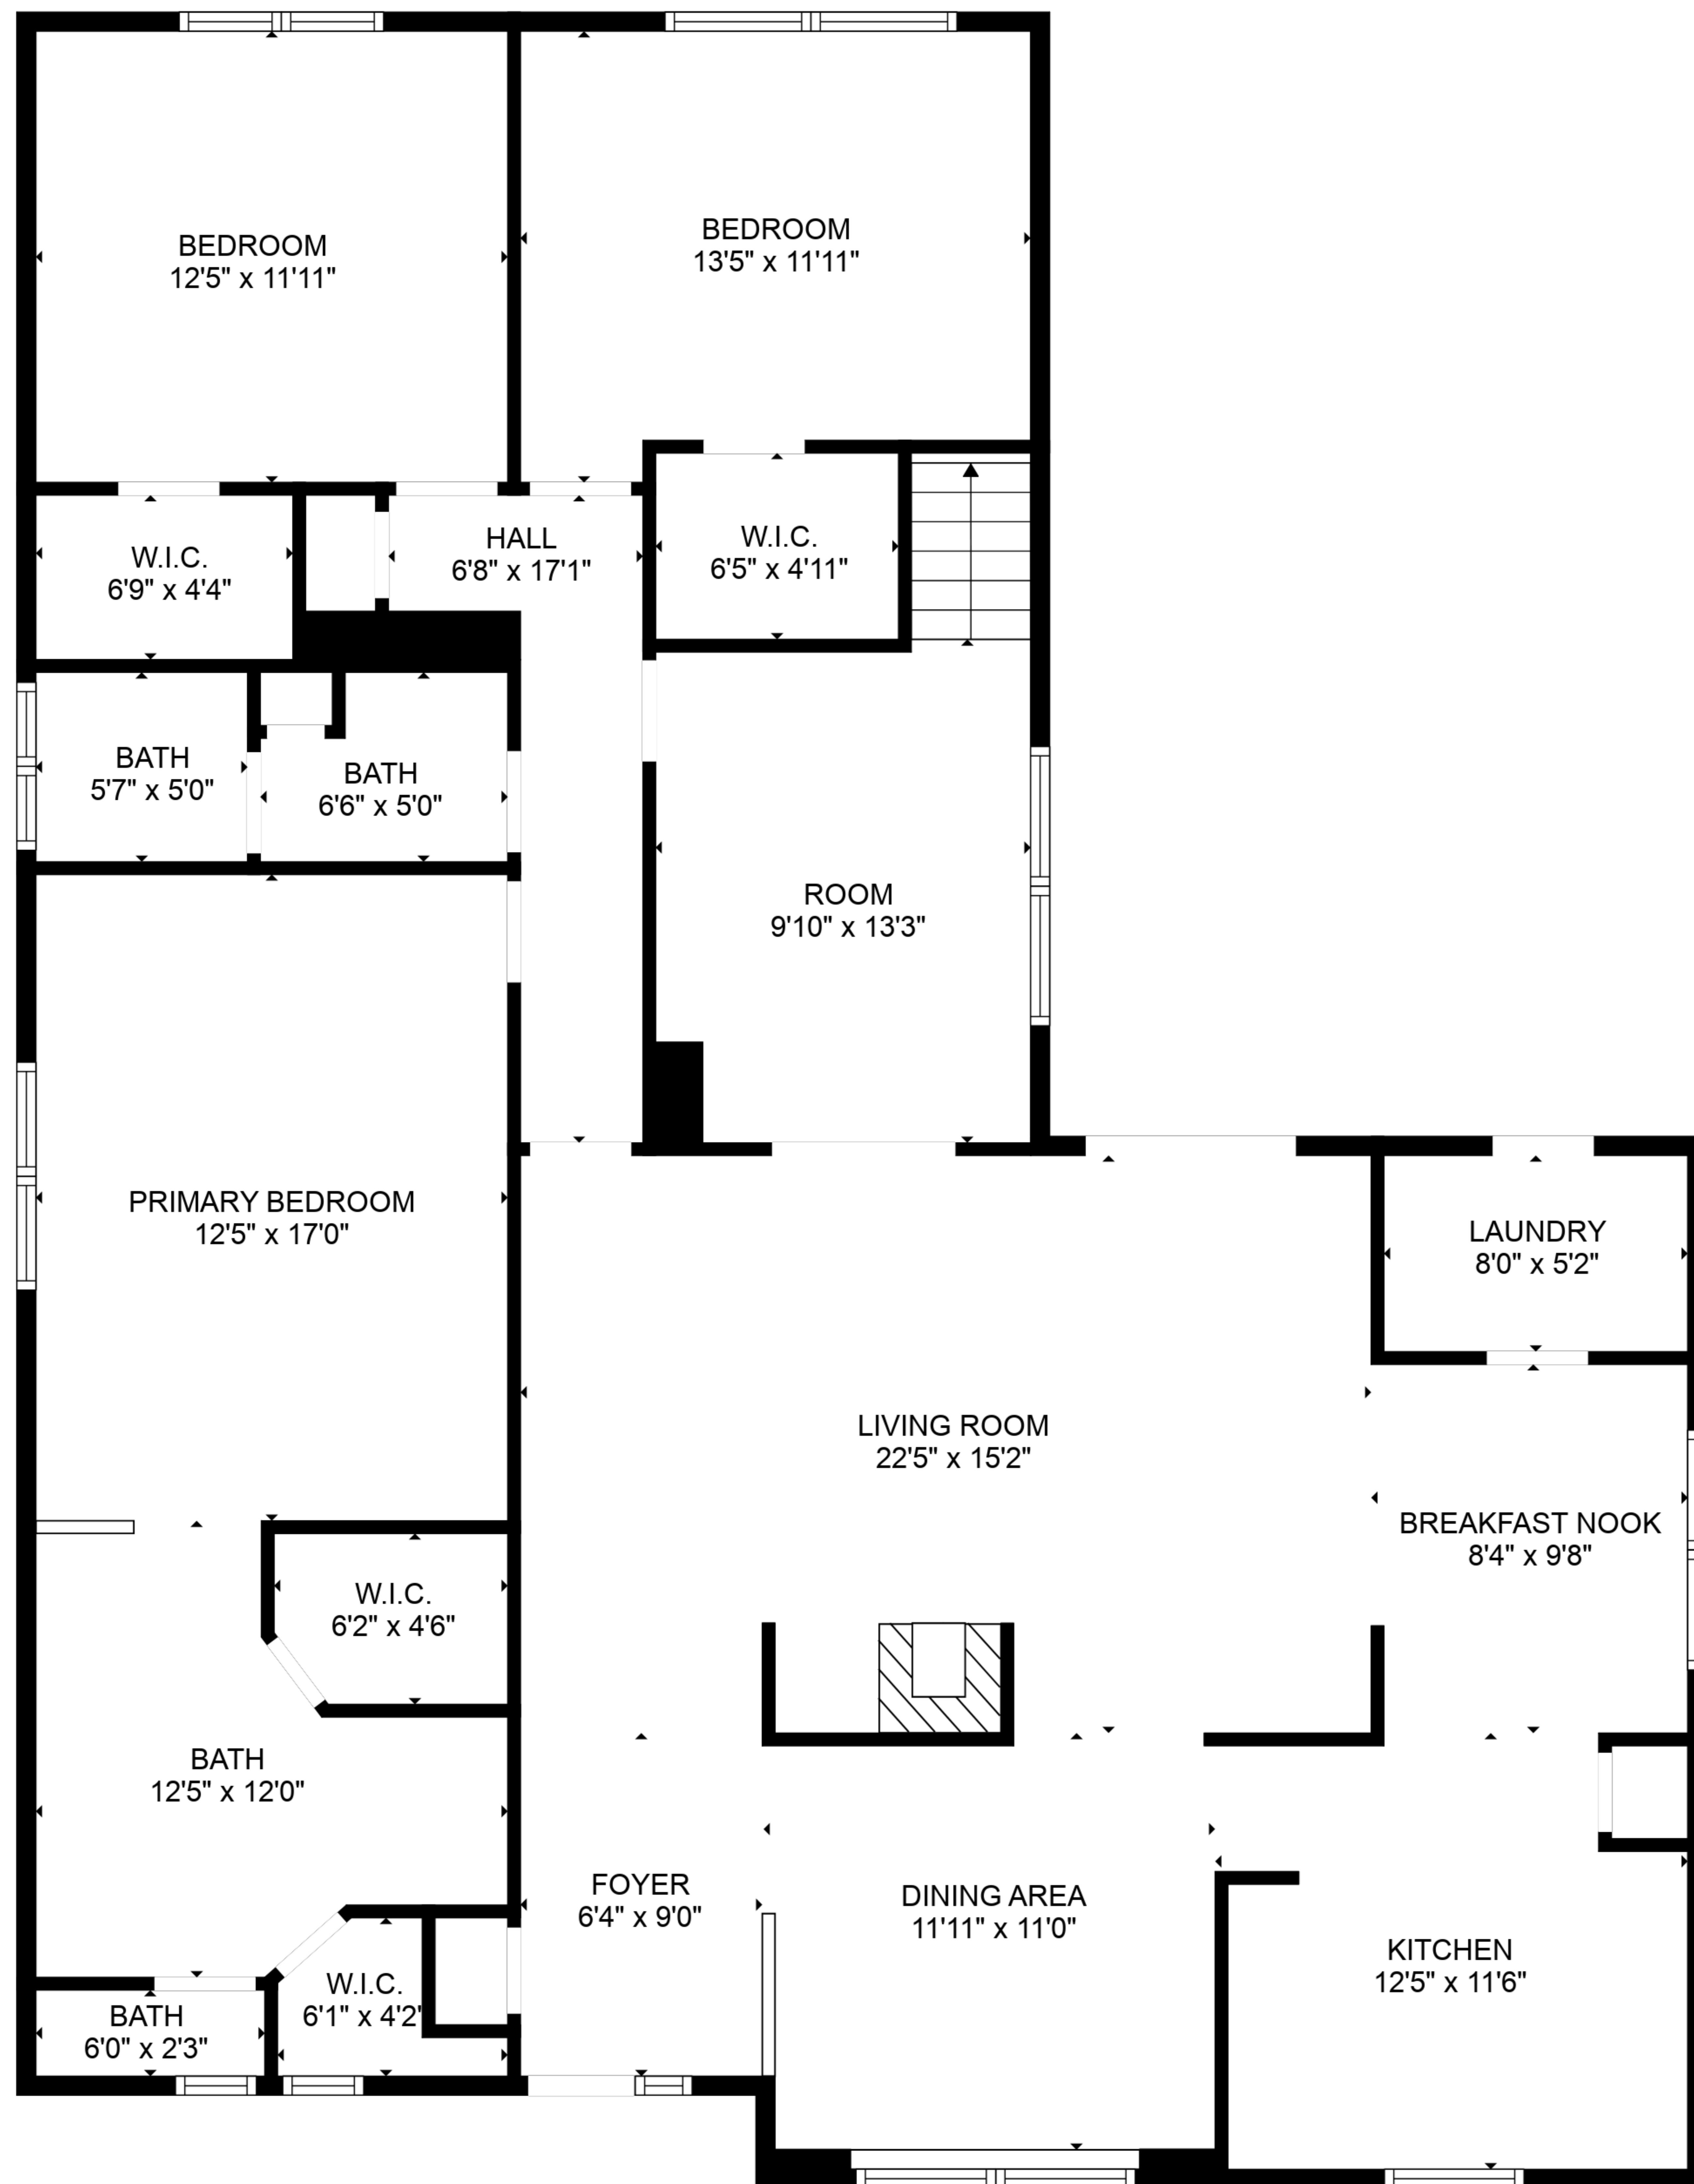 BEDROOM
12'5" x 11'11"
BEDROOM
13'5" x 11'11"
W.I.C.
6'9" x 4'4"
HALL
6'8" x 17'1"
W.I.C.
6'5" x 4'11"
BATH
5'7" x 5'0"
BATH
6'6" x 5'0"
ROOM
9'10" x 13'3"
PRIMARY BEDROOM
12'5" x 17'0"
LAUNDRY
8'0" x 5'2"
LIVING ROOM
22'5" x 15'2"
BREAKFAST NOOK
8'4" x 9'8"
W.I.C.
6'2" x 4'6"
BATH
12'5" x 12'0"
FOYER
6'4" x 9'0"
DINING AREA
11'11" x 11'0"
KITCHEN
12'5" x 11'6"
W.I.C.
6'1" x 4'2"
BATH
6'0" x 2'3"